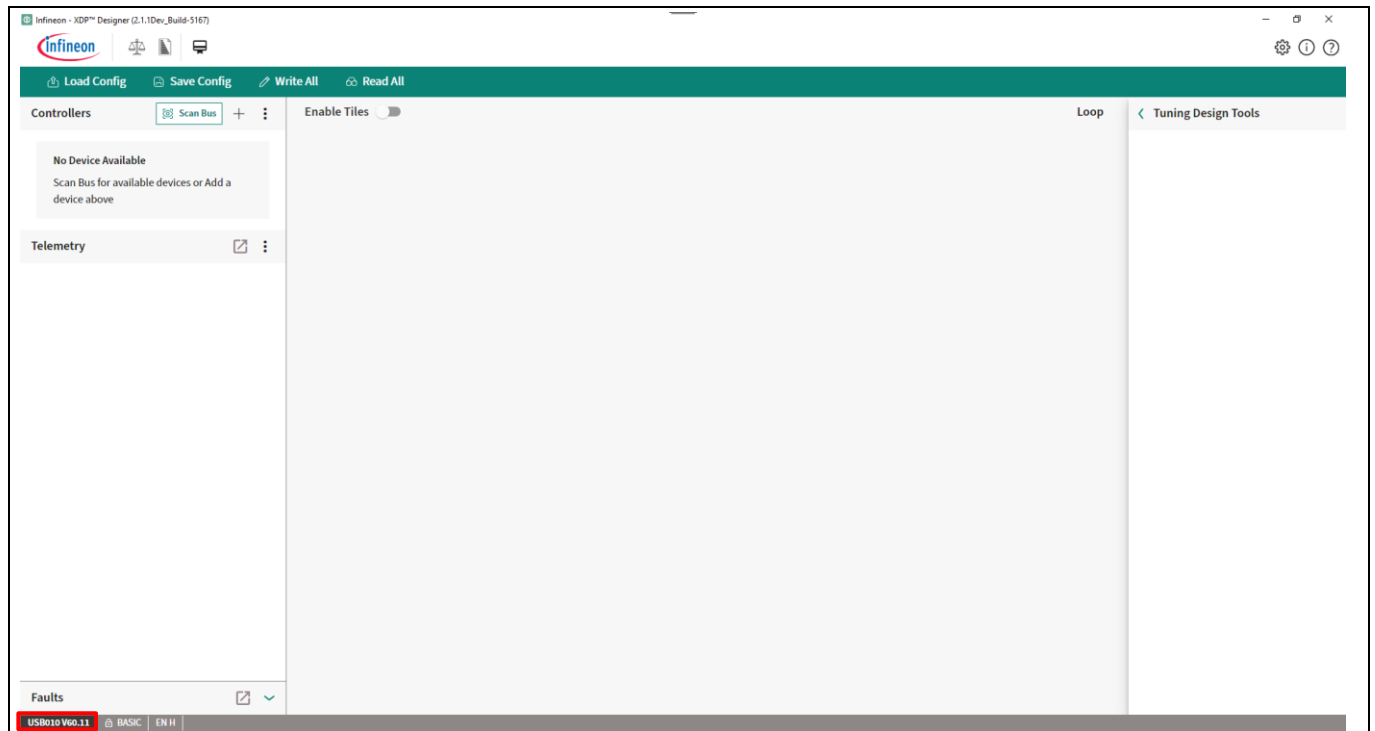 Infineon - XDP™ Designer (2.1.1Dev_Build-5167)
infineon
Load Config Save Config Write All Read All
Controllers Scan Bus Enable Tiles Loop Tuning Design Tools
No Device Available
Scan Bus for available devices or Add a
device above
Telemetry
Faults
USB010 V60.11 BASIC EN H